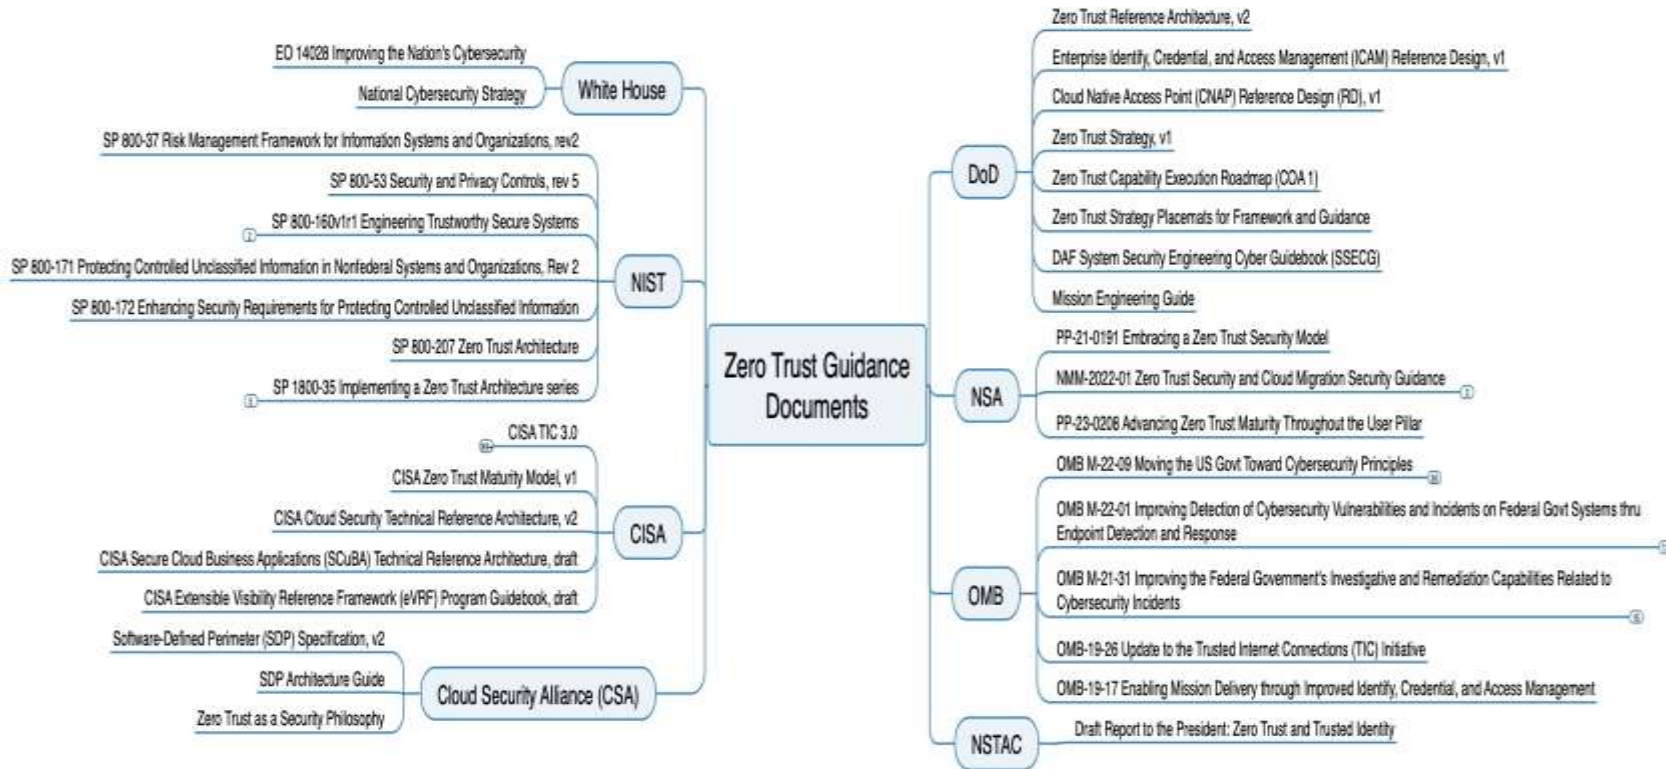 EO 14028 Improving the Nation's Cybersecurity
National Cybersecurity Strategy
White House
SP 800-37 Risk Management Framework for Information Systems and Organizations, rev2
SP 800-53 Security and Privacy Controls, rev 5
SP 800-160v1r1 Engineering Trustworthy Secure Systems
SP 800-171 Protecting Controlled Unclassified Information in Nonfederal Systems and Organizations, Rev 2
SP 800-172 Enhancing Security Requirements for Protecting Controlled Unclassified Information
SP 800-207 Zero Trust Architecture
SP 1800-35 Implementing a Zero Trust Architecture series
NIST
CISA TIC 3.0
CISA Zero Trust Maturity Model, v1
CISA Cloud Security Technical Reference Architecture, v2
CISA Secure Cloud Business Applications (SCuBA) Technical Reference Architecture, draft
CISA Extensible Visibility Reference Framework (eVRF) Program Guidebook, draft
CISA
Software-Defined Perimeter (SDP) Specification, v2
SDP Architecture Guide
Zero Trust as a Security Philosophy
Cloud Security Alliance (CSA)
Zero Trust Guidance
Documents
Zero Trust Reference Architecture, v2
Enterprise Identify, Credential, and Access Management (ICAM) Reference Design, v1
Cloud Native Access Point (CNAP) Reference Design (RD), v1
Zero Trust Strategy, v1
Zero Trust Capability Execution Roadmap (COA 1)
Zero Trust Strategy Placemats for Framework and Guidance
DAF System Security Engineering Cyber Guidebook (SSECG)
Mission Engineering Guide
DoD
PP-21-0191 Embracing a Zero Trust Security Model
NMM-2022-01 Zero Trust Security and Cloud Migration Security Guidance
PP-23-0208 Advancing Zero Trust Maturity Throughout the User Pillar
NSA
OMB M-22-09 Moving the US Govt Toward Cybersecurity Principles
OMB M-22-01 Improving Detection of Cybersecurity Vulnerabilities and Incidents on Federal Govt Systems thru
Endpoint Detection and Response
OMB M-21-31 Improving the Federal Government's Investigative and Remediation Capabilities Related to
Cybersecurity Incidents
OMB-19-26 Update to the Trusted Internet Connections (TIC) Initiative
OMB-19-17 Enabling Mission Delivery through Improved Identify, Credential, and Access Management
OMB
Draft Report to the President: Zero Trust and Trusted Identity
NSTAC